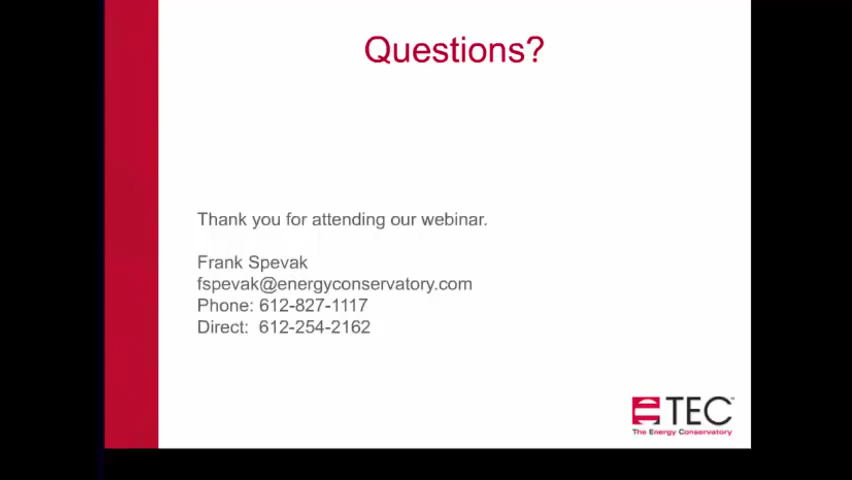 Questions?
Thank you for attending our webinar.
Frank Spevak
fspevak@energyconservatory.com
Phone: 612-827-1117
Direct: 612-254-2162
TEC™
The Energy Conservatory